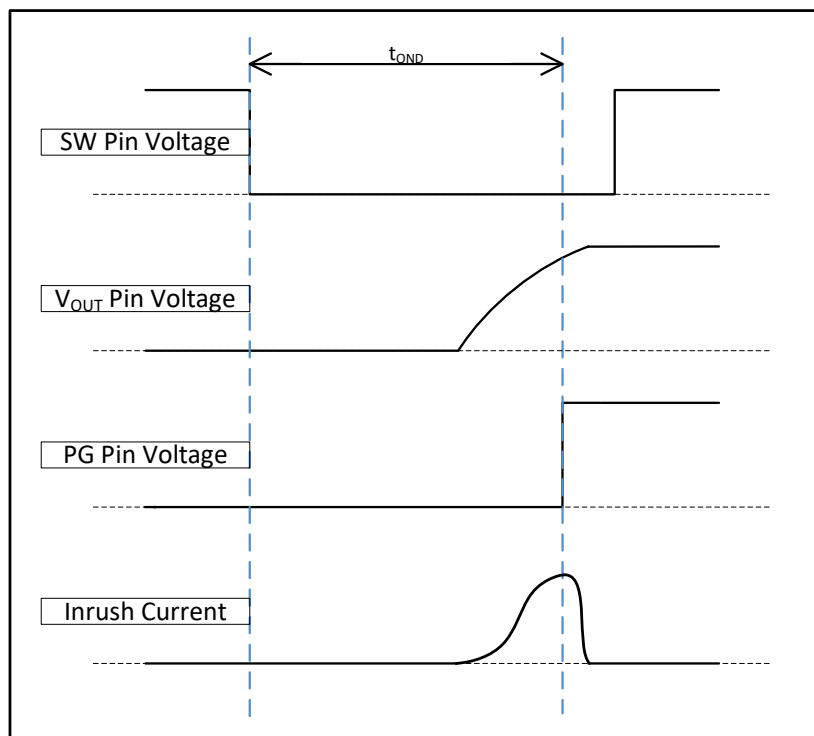 tOND
SW Pin Voltage
VOUT Pin Voltage
PG Pin Voltage
Inrush Current